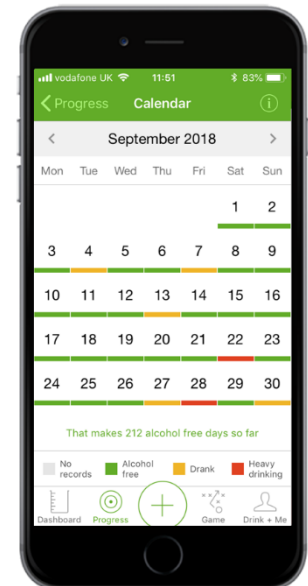 vodafone UK 11:51 83%
Progress Calendar i
< September 2018 >
Mon Tue Wed Thu Fri Sat Sun
1 2
3 4 5 6 7 8 9
10 11 12 13 14 15 16
17 18 19 20 21 22 23
24 25 26 27 28 29 30
That makes 212 alcohol free days so far
No records
Alcohol free
Drank
Heavy drinking
Dashboard Progress + Game Drink + Me